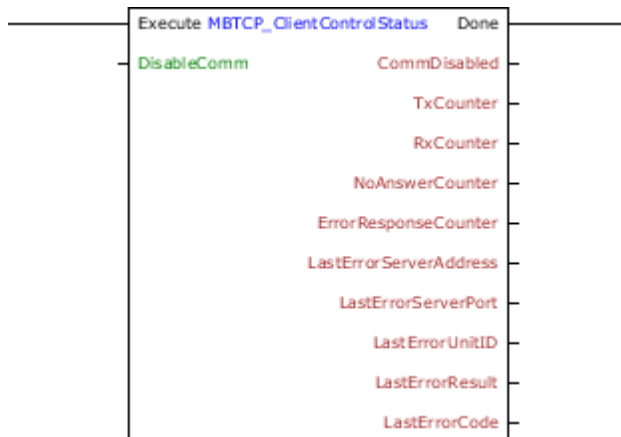 Execute MBTCP_ClientControlStatus Done
DisableComm CommDisabled
TxCounter
RxCounter
NoAnswerCounter
ErrorResponseCounter
LastErrorServerAddress
LastErrorServerPort
LastErrorUnitID
LastErrorResult
LastErrorCode